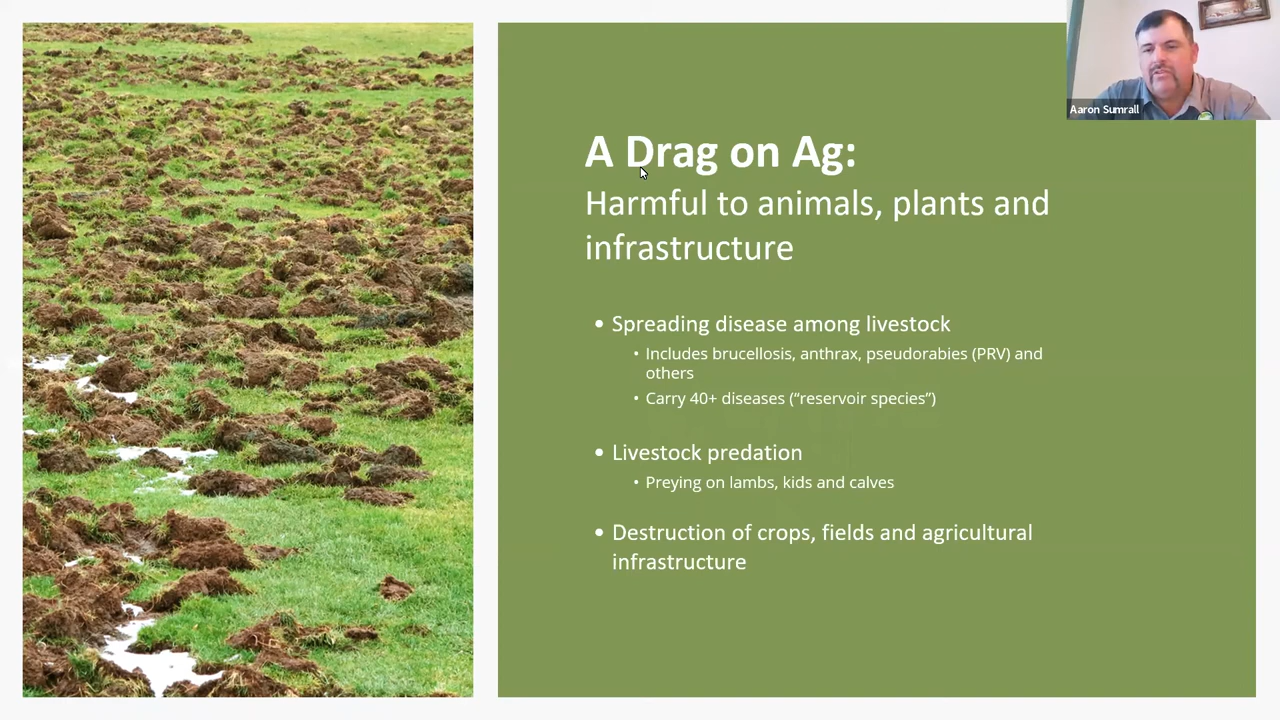 Aaron Sumrall
A Drag on Ag:
Harmful to animals, plants and
infrastructure
• Spreading disease among livestock
• Includes brucellosis, anthrax, pseudorabies (PRV) and
others
• Carry 40+ diseases (“reservoir species”)
• Livestock predation
• Preying on lambs, kids and calves
• Destruction of crops, fields and agricultural
infrastructure